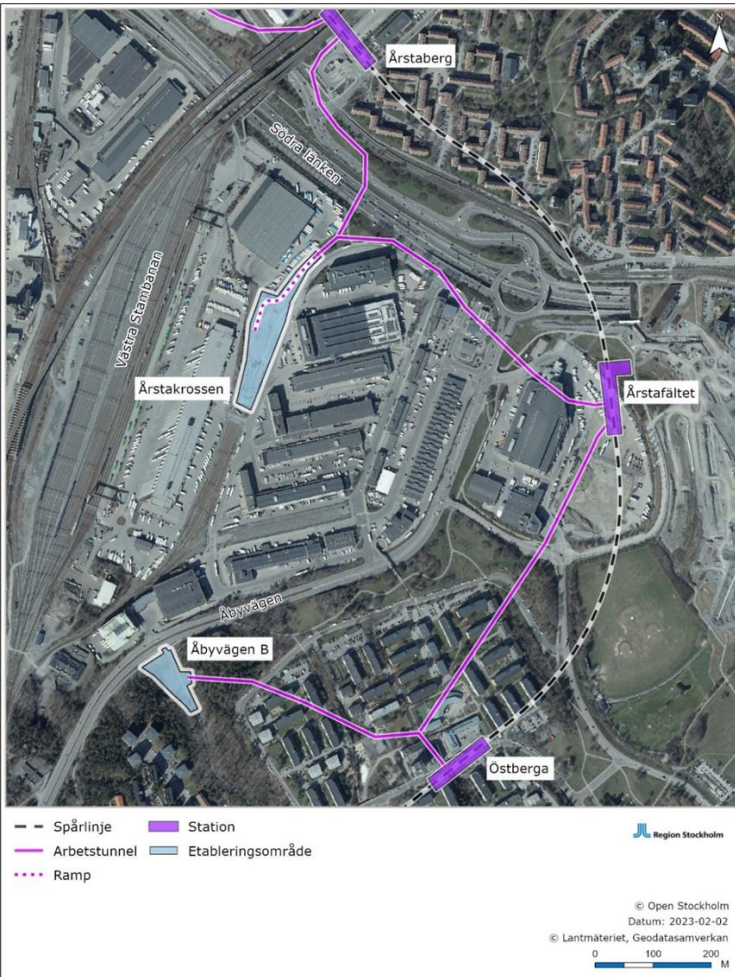 N
Årstaberg
Södra länken
Västra Stambanan
Årstakrossen
Årstafältet
Åbyvägen
Åbyvägen B
Östberga
Spårlinje
Station
Arbetstunnel
Etableringsområde
Ramp
Region Stockholm
© Open Stockholm
Datum: 2023-02-02
© Lantmäteriet, Geodatasamverkan
0 100 200
M